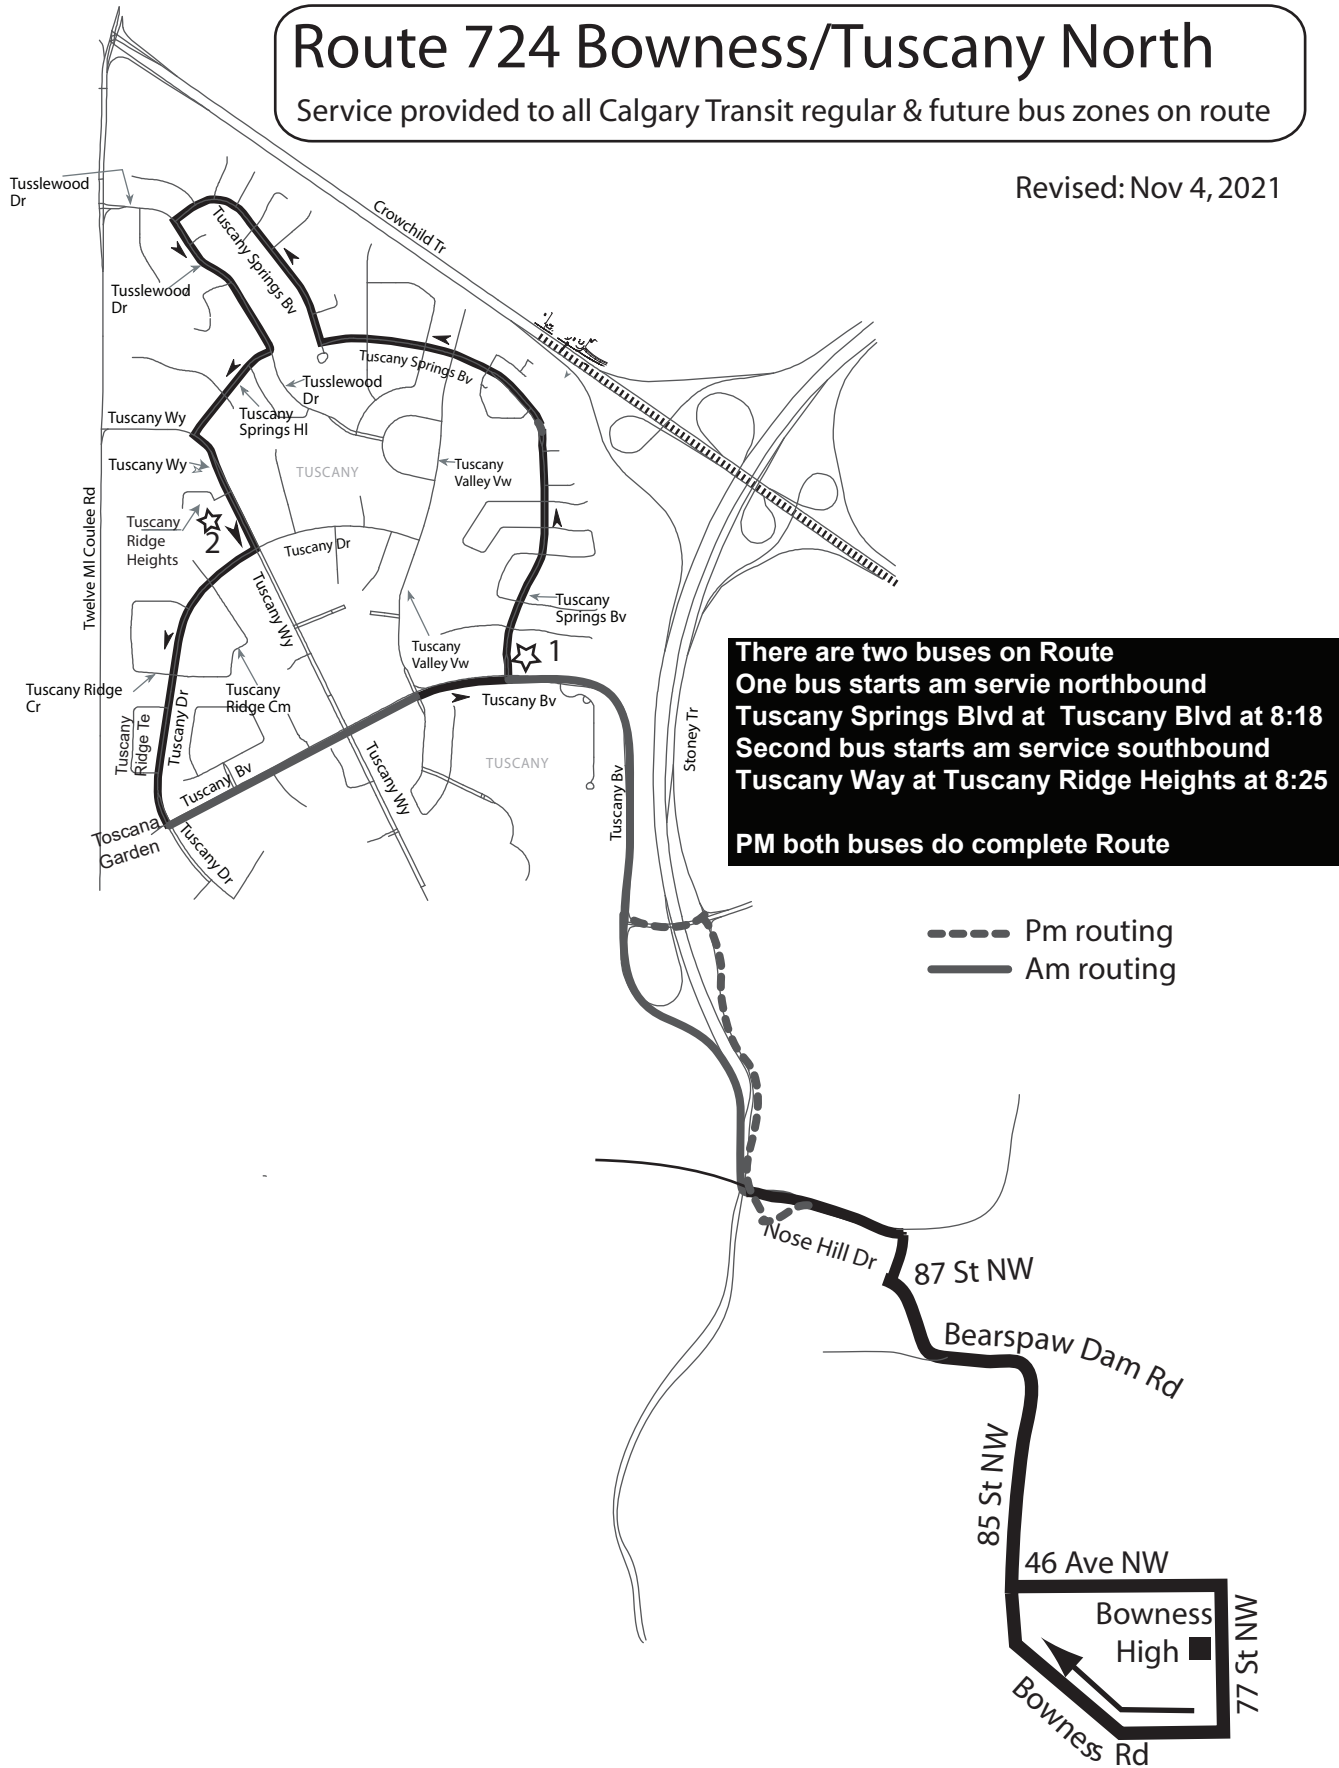 Route 724 Bowness/Tuscany North
Service provided to all Calgary Transit regular & future bus zones on route
Revised: Nov 4, 2021
Tusslewood
Dr
Crowchild Tr
Tuscany Springs Bv
Tusslewood
Dr
Tuscany Springs Bv
Tusslewood
Dr
Tuscany
Springs Hl
Tuscany Wy
Tuscany Wy
TUSCANY
Tuscany
Valley Vw
Twelve MI Coulee Rd
Tuscany
Ridge
Heights
2
Tuscany Dr
Tuscany Wy
Tuscany
Springs Bv
Tuscany
Valley Vw
1
Tuscany Ridge
Cr
Tuscany
Ridge Cm
Tuscany
Ridge Te
Tuscany Dr
Tuscany Bv
Tuscany Bv
Tuscany Wy
TUSCANY
Tuscany Bv
Stoney Tr
Toscana
Garden
Tuscany Dr
There are two buses on Route
One bus starts am servie northbound
Tuscany Springs Blvd at Tuscany Blvd at 8:18
Second bus starts am service southbound
Tuscany Way at Tuscany Ridge Heights at 8:25
PM both buses do complete Route
Pm routing
Am routing
Nose Hill Dr
87 St NW
Bearspaw Dam Rd
85 St NW
46 Ave NW
Bowness
High
77 St NW
Bowness Rd